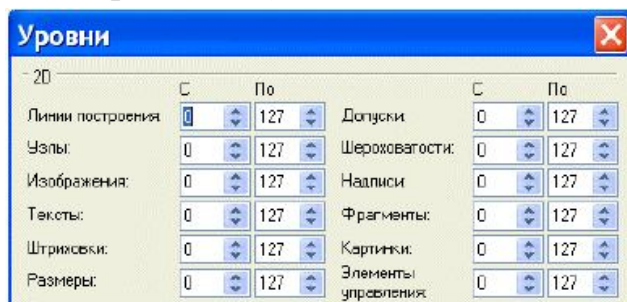 Уровни
2D
С По С По
Линии построения: 0 127 Допуски: 0 127
Узлы: 0 127 Шероховатости: 0 127
Изображения: 0 127 Надписи: 0 127
Тексты: 0 127 Фрагменты: 0 127
Штриховки: 0 127 Картинки: 0 127
Размеры: 0 127 Элементы управления: 0 127